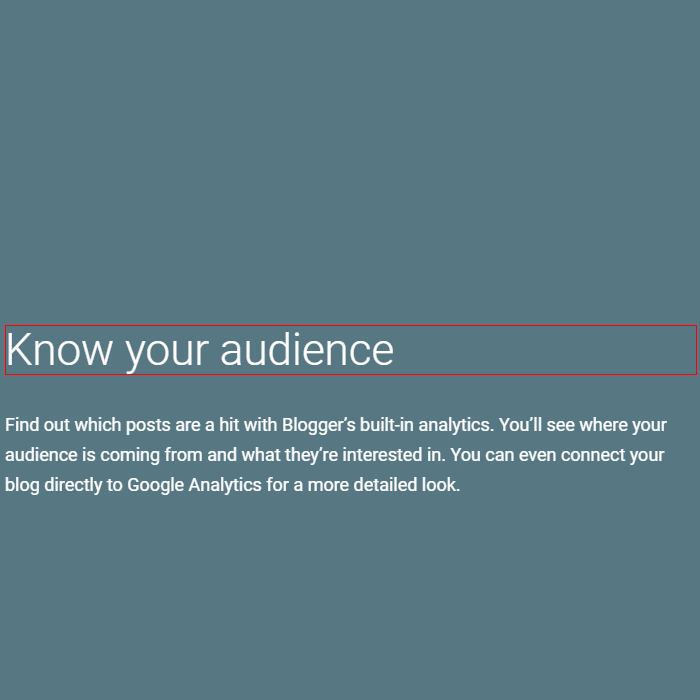 Know your audience
Find out which posts are a hit with Blogger’s built-in analytics. You’ll see where your
audience is coming from and what they’re interested in. You can even connect your
blog directly to Google Analytics for a more detailed look.